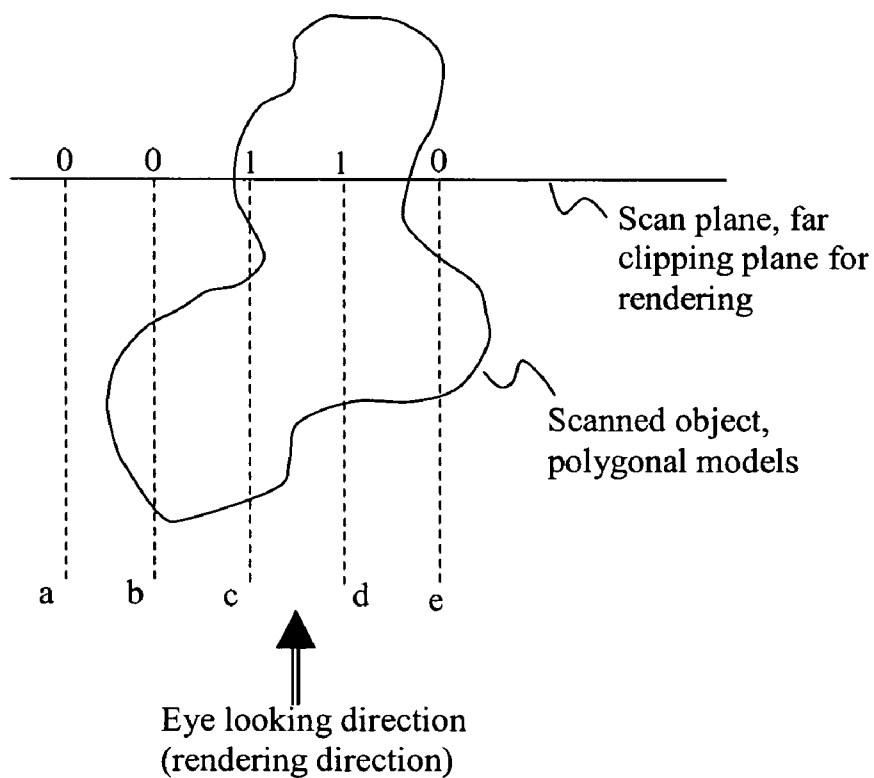 0 0 1 1 0
Scan plane, far
clipping plane for
rendering
Scanned object,
polygonal models
a b c d e
Eye looking direction
(rendering direction)